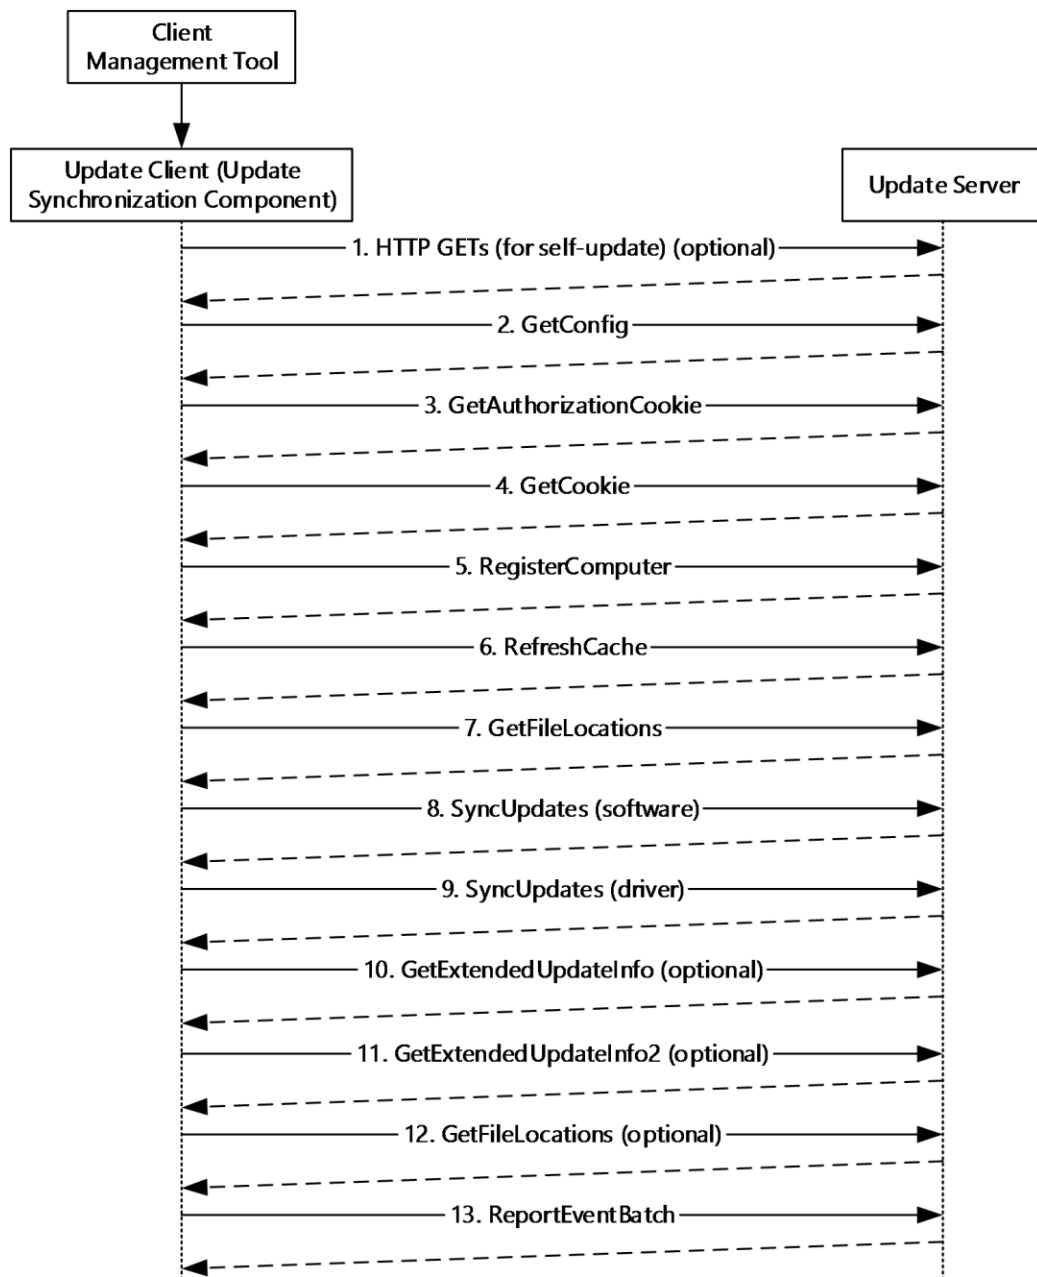 Client
Management Tool
Update Client (Update
Synchronization Component)
Update Server
1. HTTP GETs (for self-update) (optional)
2. GetConfig
3. GetAuthorizationCookie
4. GetCookie
5. RegisterComputer
6. RefreshCache
7. GetFileLocations
8. SyncUpdates (software)
9. SyncUpdates (driver)
10. GetExtendedUpdateInfo (optional)
11. GetExtendedUpdateInfo2 (optional)
12. GetFileLocations (optional)
13. ReportEventBatch